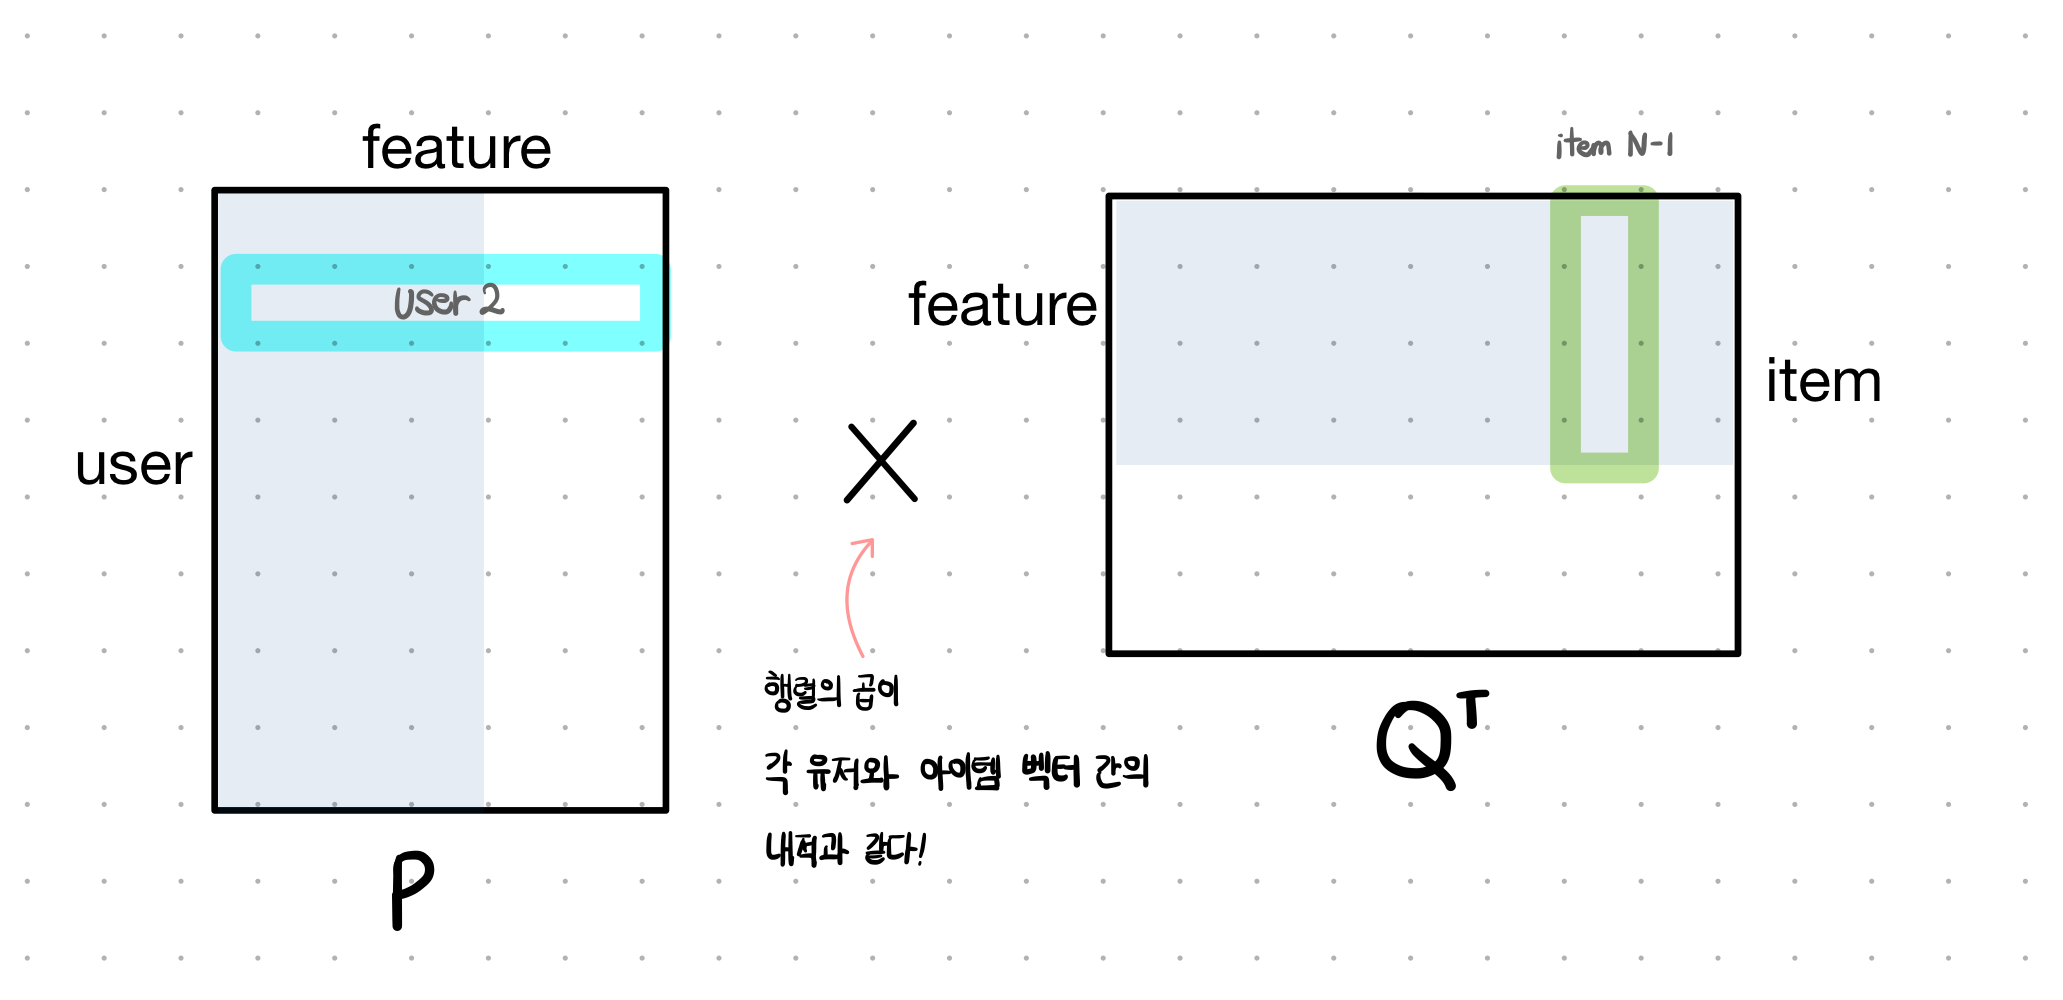 feature
user
User 2
P
X
행렬의 곱이
각 유저와 아이템 벡터 간의
내적과 같다!
item N-1
feature
item
Q^T